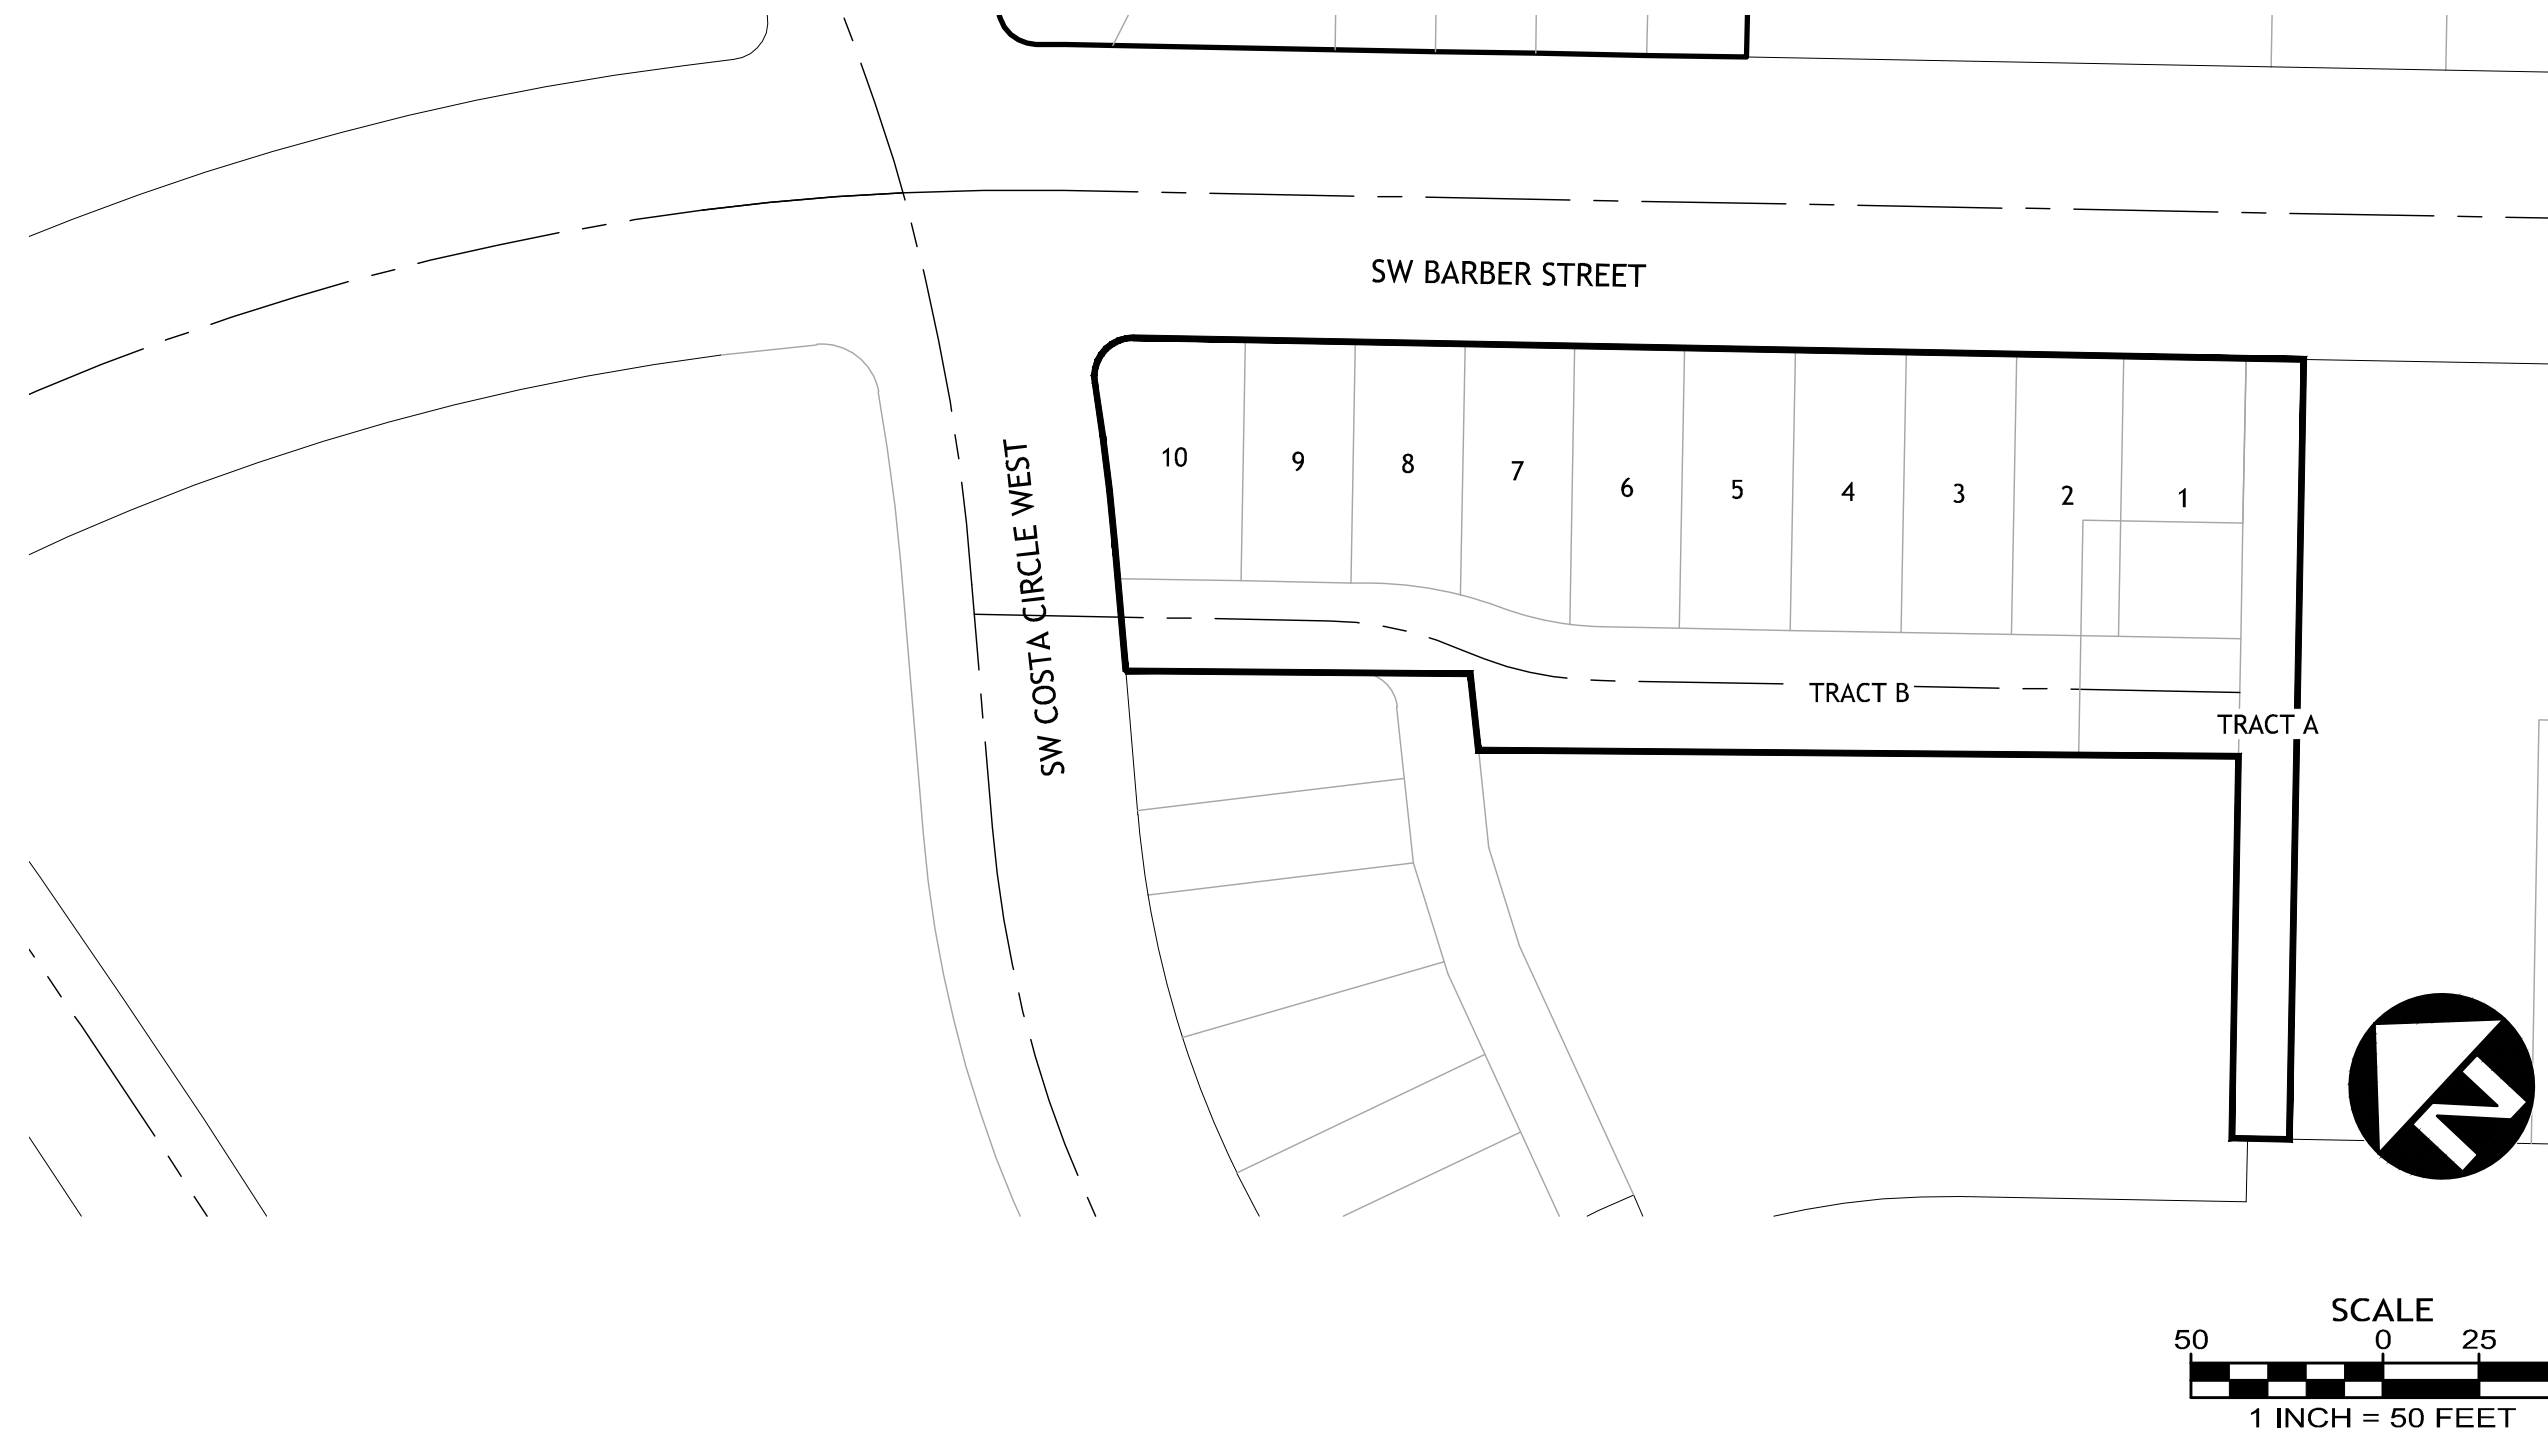 SW BARBER STREET
SW COSTA CIRCLE WEST
10
9
8
7
6
5
4
3
2
1
TRACT B
TRACT A
N
SCALE
50 0 25
1 INCH = 50 FEET